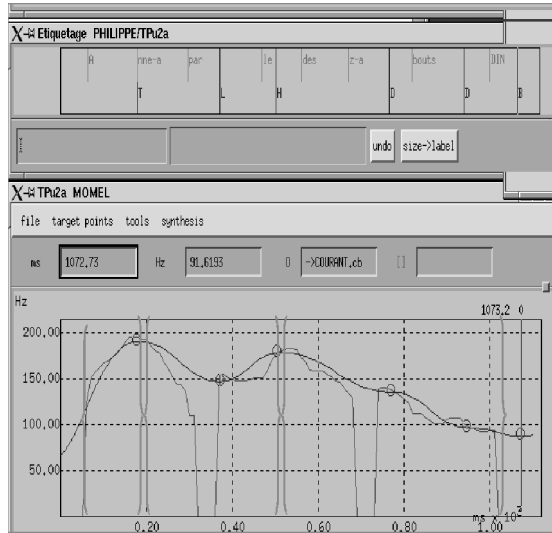 Etiquetage PHILIPPE/TPu2a
A nne-a par le des z-a bouts DIN
T L H D D B
undo size->label
TPu2a MOMEL
file target points tools synthesis
ms 1072,73 Hz 91,6193 0 ->COURANT.cb []
Hz
1073.2 0
200.00
150.00
100.00
50.00
ms x 10³
0.20 0.40 0.60 0.80 1.00